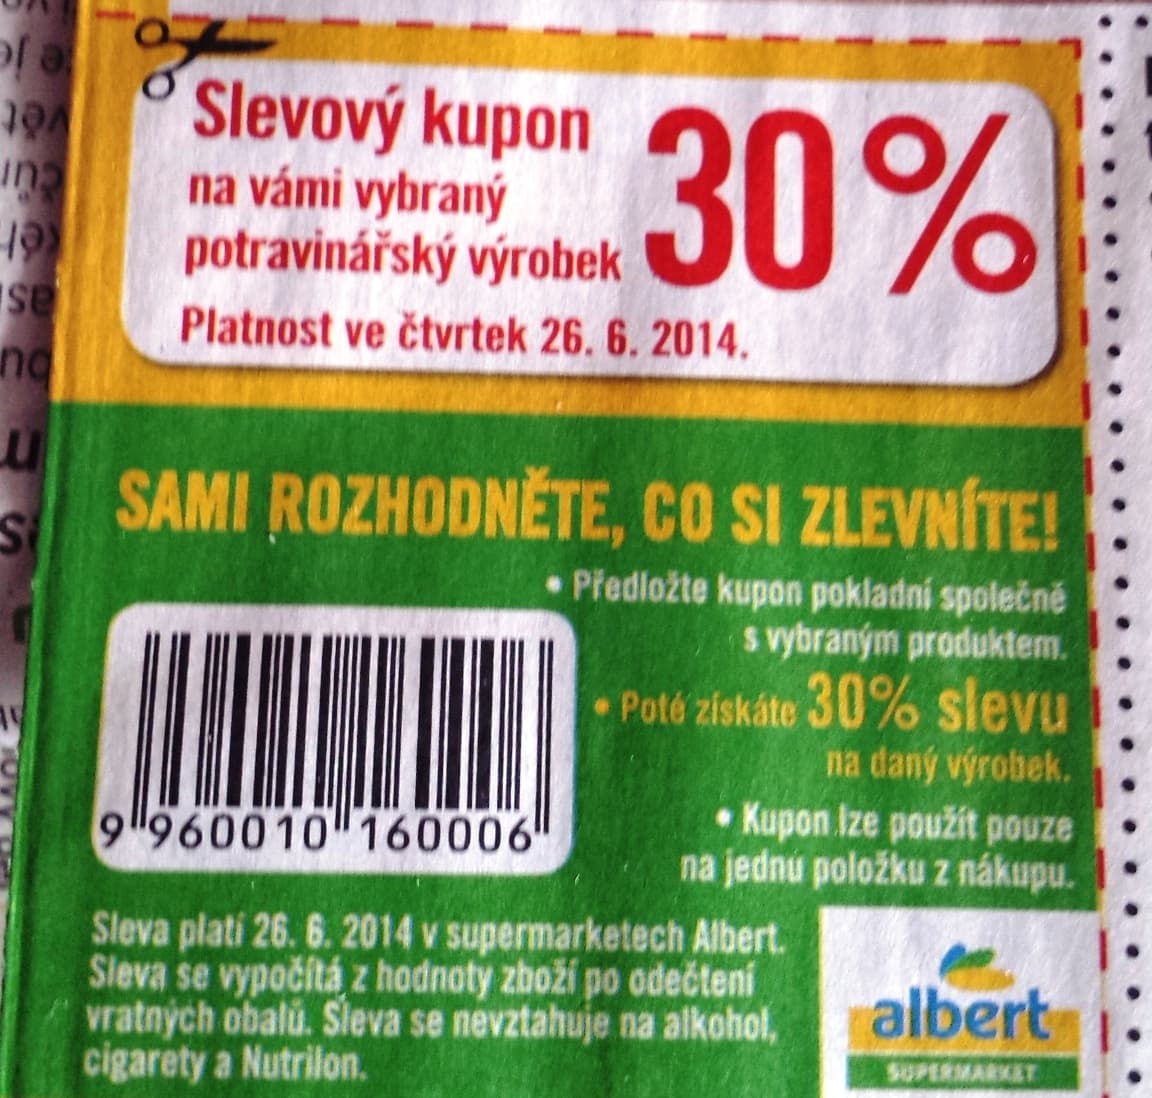 Slevový kupon
na vámi vybraný
potravinářský výrobek
30%
Platnost ve čtvrtek 26. 6. 2014.
SAMI ROZHODNĚTE, CO SI ZLEVNÍTE!
• Předložte kupon pokladní společně
s vybraným produktem.
• Poté získáte 30% slevu
na daný výrobek.
• Kupon lze použít pouze
na jednu položku z nákupu.
9 960010 160006
Sleva platí 26. 6. 2014 v supermarketech Albert.
Sleva se vypočítá z hodnoty zboží po odečtení
vratných obalů. Sleva se nevztahuje na alkohol,
cigarety a Nutrilon.
albert
SUPERMARKET